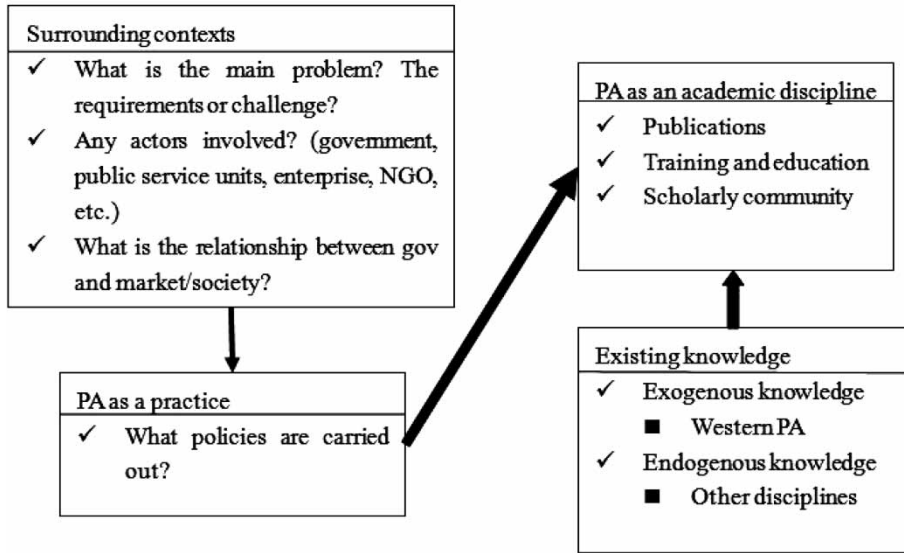 Surrounding contexts
✓ What is the main problem? The
requirements or challenge?
✓ Any actors involved? (government,
public service units, enterprise, NGO,
etc.)
✓ What is the relationship between gov
and market/society?
PA as a practice
✓ What policies are carried
out?
PA as an academic discipline
✓ Publications
✓ Training and education
✓ Scholarly community
Existing knowledge
✓ Exogenous knowledge
■ Western PA
✓ Endogenous knowledge
■ Other disciplines